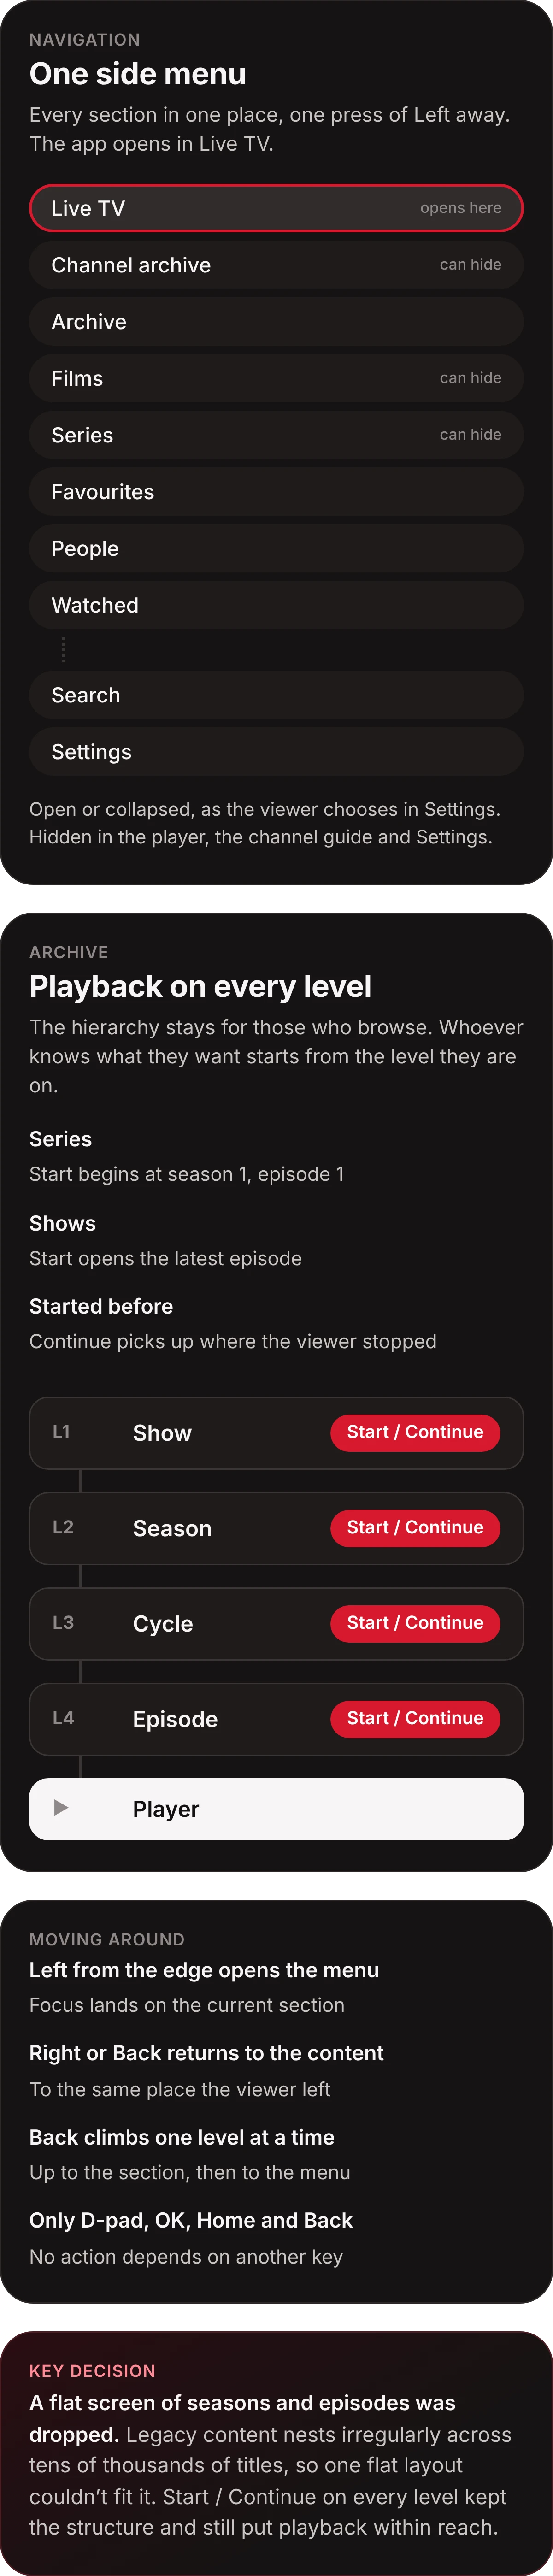 NAVIGATION
One side menu
Every section in one place, one press of Left away.
The app opens in Live TV.
Live TV opens here
Channel archive can hide
Archive
Films can hide
Series can hide
Favourites
People
Watched
Search
Settings
Open or collapsed, as the viewer chooses in Settings.
Hidden in the player, the channel guide and Settings.
ARCHIVE
Playback on every level
The hierarchy stays for those who browse. Whoever
knows what they want starts from the level they are
on.
Series
Start begins at season 1, episode 1
Shows
Start opens the latest episode
Started before
Continue picks up where the viewer stopped
L1 Show Start / Continue
L2 Season Start / Continue
L3 Cycle Start / Continue
L4 Episode Start / Continue
Player
MOVING AROUND
Left from the edge opens the menu
Focus lands on the current section
Right or Back returns to the content
To the same place the viewer left
Back climbs one level at a time
Up to the section, then to the menu
Only D-pad, OK, Home and Back
No action depends on another key
KEY DECISION
A flat screen of seasons and episodes was
dropped. Legacy content nests irregularly across
tens of thousands of titles, so one flat layout
couldn’t fit it. Start / Continue on every level kept
the structure and still put playback within reach.